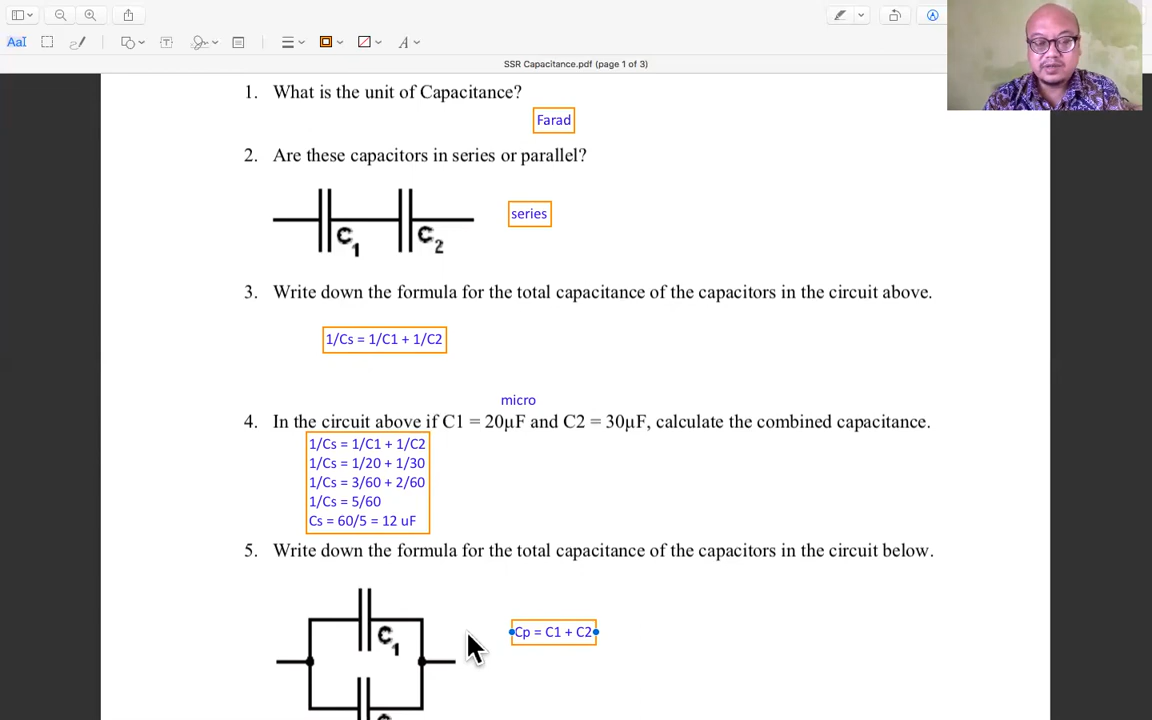 SSR Capacitance.pdf (page 1 of 3)
1. What is the unit of Capacitance?
Farad
2. Are these capacitors in series or parallel?
C1
C2
series
3. Write down the formula for the total capacitance of the capacitors in the circuit above.
1/Cs = 1/C1 + 1/C2
micro
4. In the circuit above if C1 = 20μF and C2 = 30μF, calculate the combined capacitance.
1/Cs = 1/C1 + 1/C2
1/Cs = 1/20 + 1/30
1/Cs = 3/60 + 2/60
1/Cs = 5/60
Cs = 60/5 = 12 uF
5. Write down the formula for the total capacitance of the capacitors in the circuit below.
C1
Cp = C1 + C2